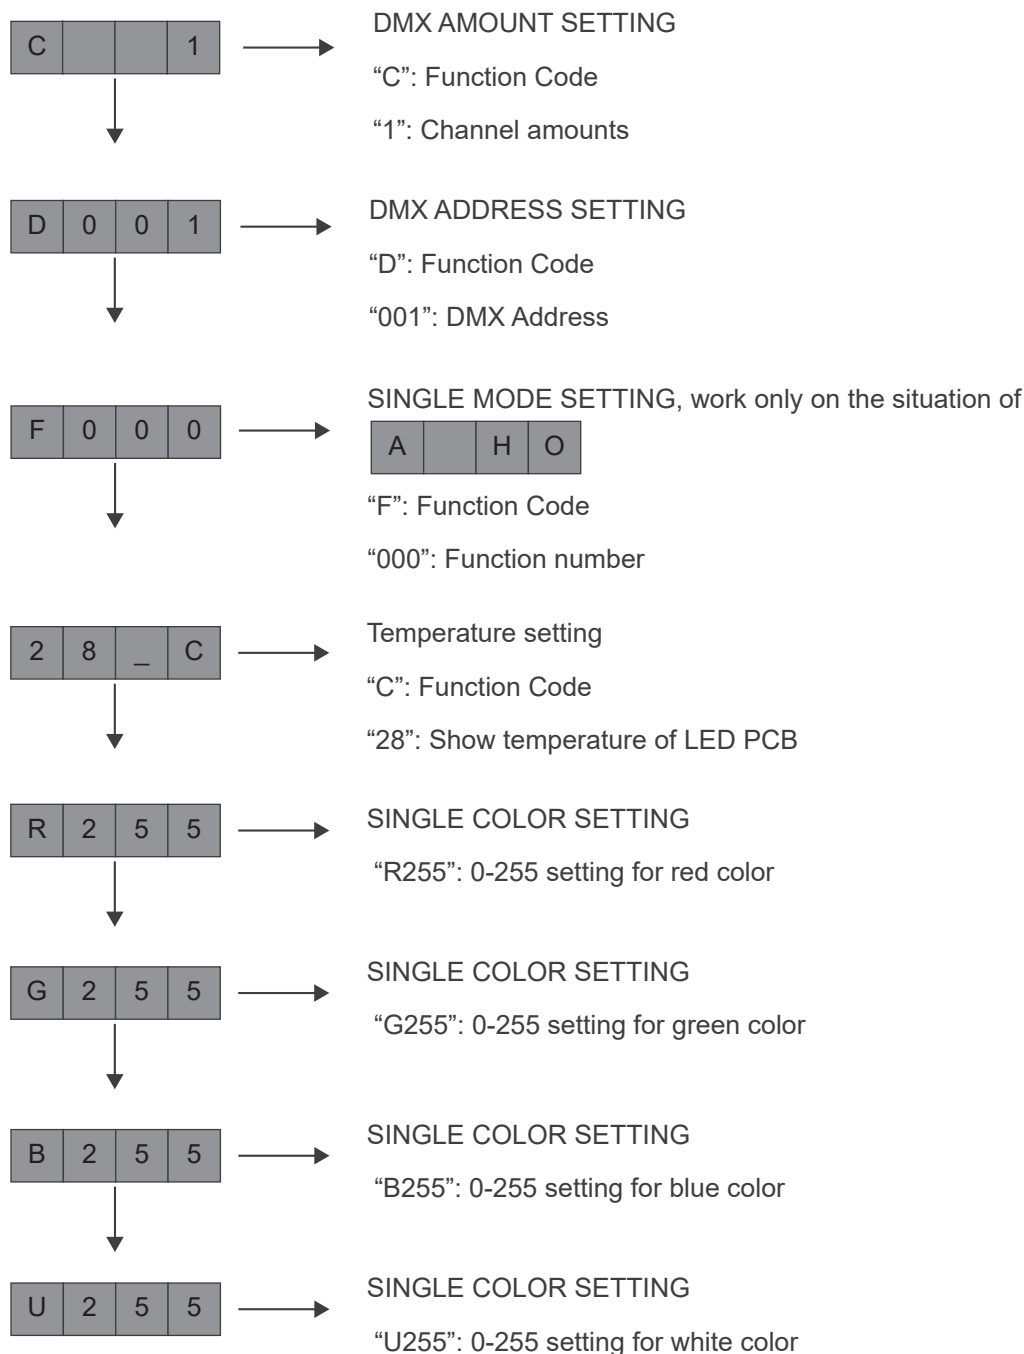 C 1
DMX AMOUNT SETTING
“C”: Function Code
“1”: Channel amounts
D 0 0 1
DMX ADDRESS SETTING
“D”: Function Code
“001”: DMX Address
F 0 0 0
SINGLE MODE SETTING, work only on the situation of
A H O
“F”: Function Code
“000”: Function number
2 8 _ C
Temperature setting
“C”: Function Code
“28”: Show temperature of LED PCB
R 2 5 5
SINGLE COLOR SETTING
“R255”: 0-255 setting for red color
G 2 5 5
SINGLE COLOR SETTING
“G255”: 0-255 setting for green color
B 2 5 5
SINGLE COLOR SETTING
“B255”: 0-255 setting for blue color
U 2 5 5
SINGLE COLOR SETTING
“U255”: 0-255 setting for white color